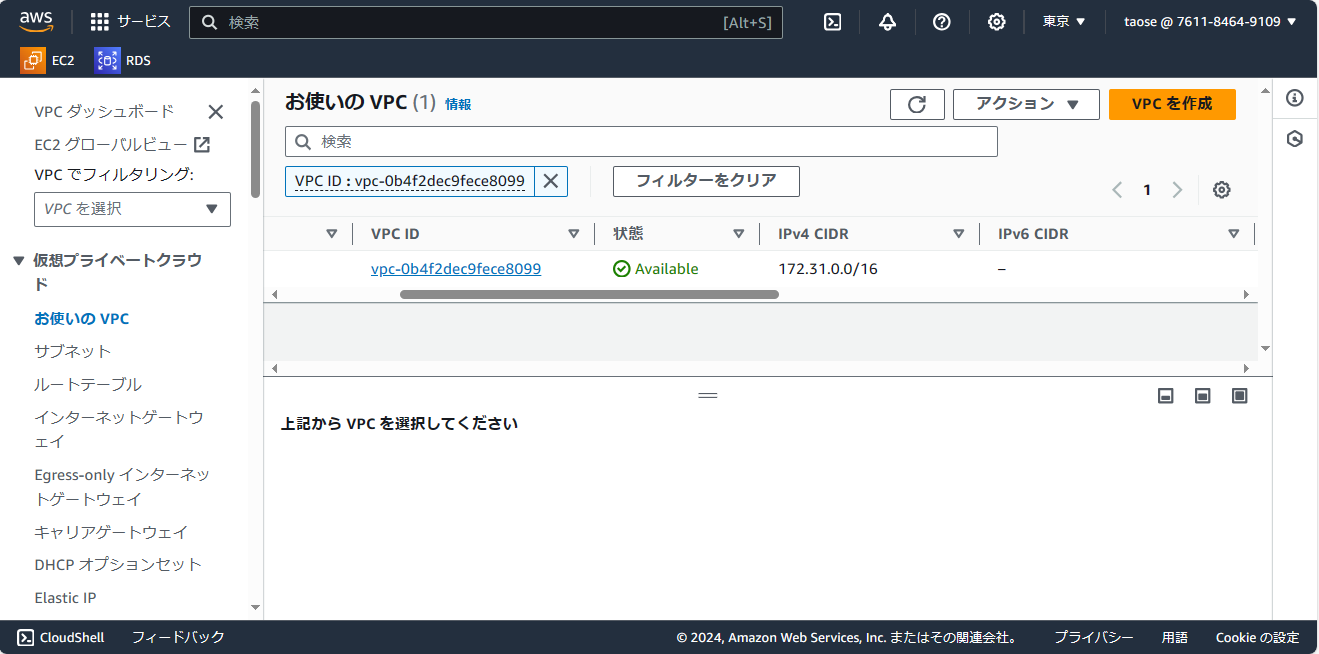 aws サービス 検索 [Alt+S] 東京 taose @ 7611-8464-9109
EC2 RDS
VPC ダッシュボード
EC2 グローバルビュー
VPC でフィルタリング:
VPC を選択
仮想プライベートクラウ
ド
お使いの VPC
サブネット
ルートテーブル
インターネットゲートウ
ェイ
Egress-only インターネッ
トゲートウェイ
キャリアゲートウェイ
DHCP オプションセット
Elastic IP
お使いの VPC (1) 情報
アクション
VPC を作成
検索
VPC ID : vpc-0b4f2dec9fece8099
フィルターをクリア
1
VPC ID 状態 IPv4 CIDR IPv6 CIDR
vpc-0b4f2dec9fece8099 Available 172.31.0.0/16 –
上記から VPC を選択してください
CloudShell フィードバック © 2024, Amazon Web Services, Inc. またはその関連会社。 プライバシー 用語 Cookie の設定